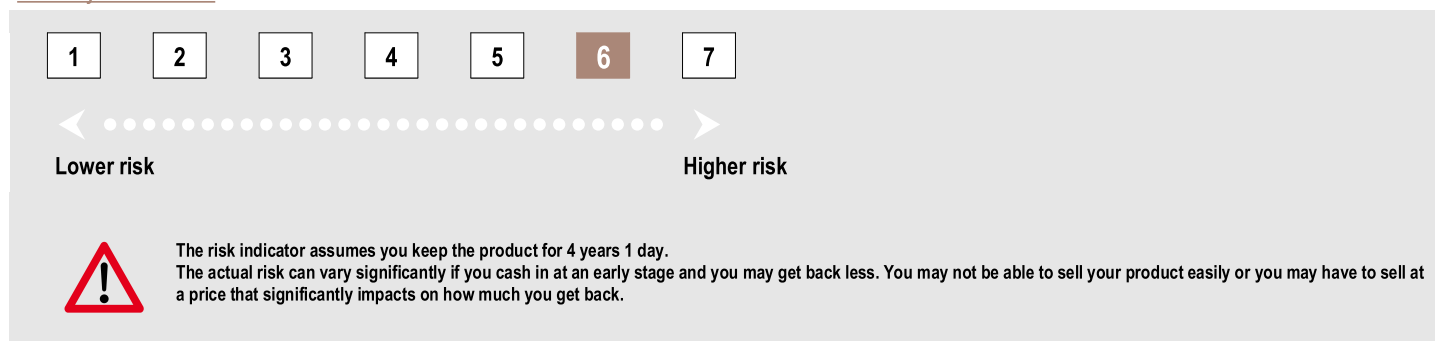 1 2 3 4 5 6 7
Lower risk Higher risk
The risk indicator assumes you keep the product for 4 years 1 day.
The actual risk can vary significantly if you cash in at an early stage and you may get back less. You may not be able to sell your product easily or you may have to sell at
a price that significantly impacts on how much you get back.